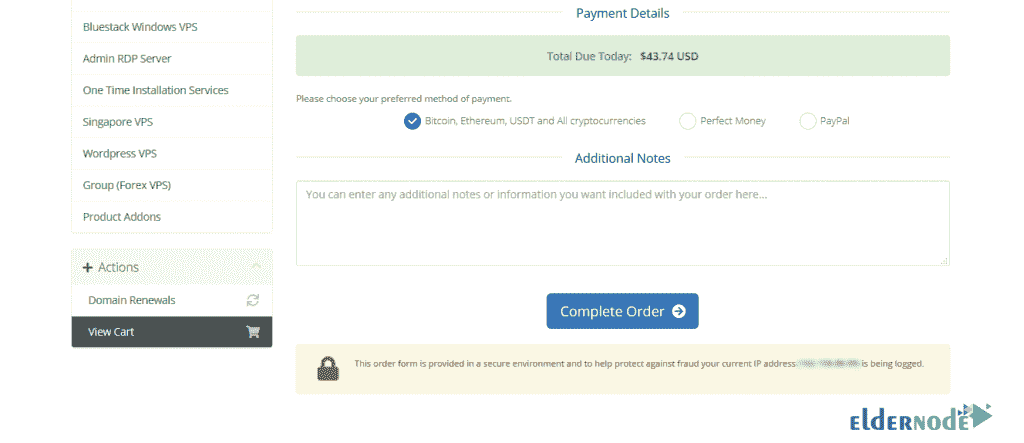 Bluestack Windows VPS
Admin RDP Server
One Time Installation Services
Singapore VPS
Wordpress VPS
Group (Forex VPS)
Product Addons
Actions
Domain Renewals
View Cart
Payment Details
Total Due Today: $43.74 USD
Please choose your preferred method of payment.
Bitcoin, Ethereum, USDT and All cryptocurrencies Perfect Money PayPal
Additional Notes
You can enter any additional notes or information you want included with your order here...
Complete Order
This order form is provided in a secure environment and to help protect against fraud your current IP address is being logged.
ELDERNODE